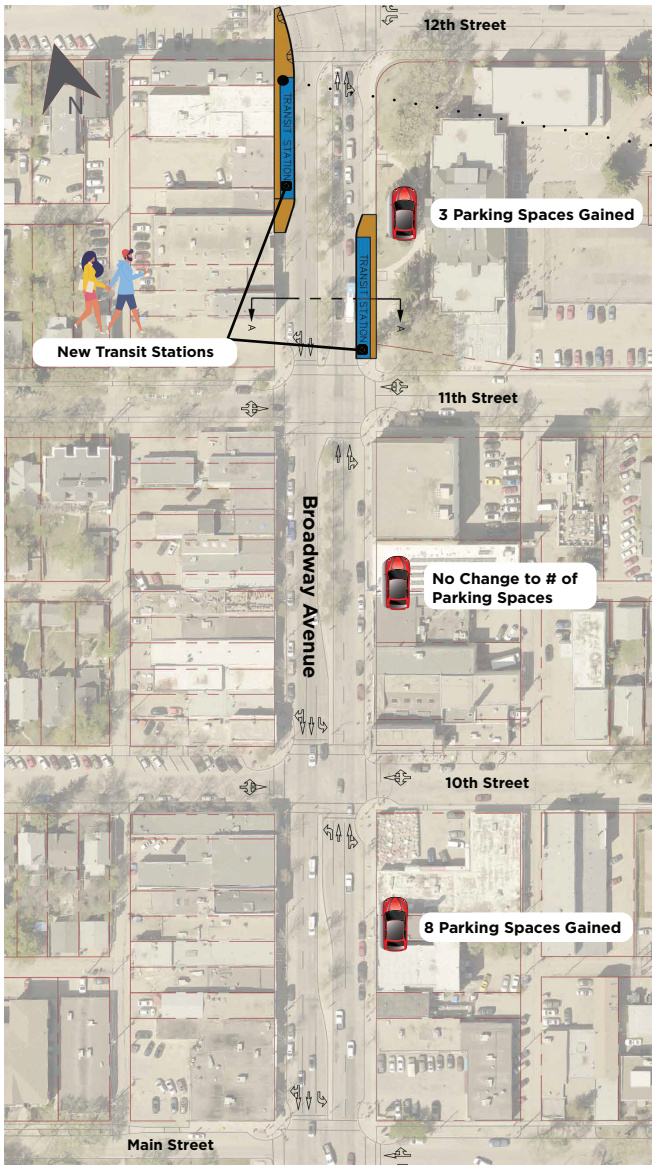 12th Street
N
TRANSIT STATION
3 Parking Spaces Gained
TRANSIT STATION
A
A
New Transit Stations
11th Street
Broadway Avenue
No Change to # of
Parking Spaces
10th Street
8 Parking Spaces Gained
Main Street